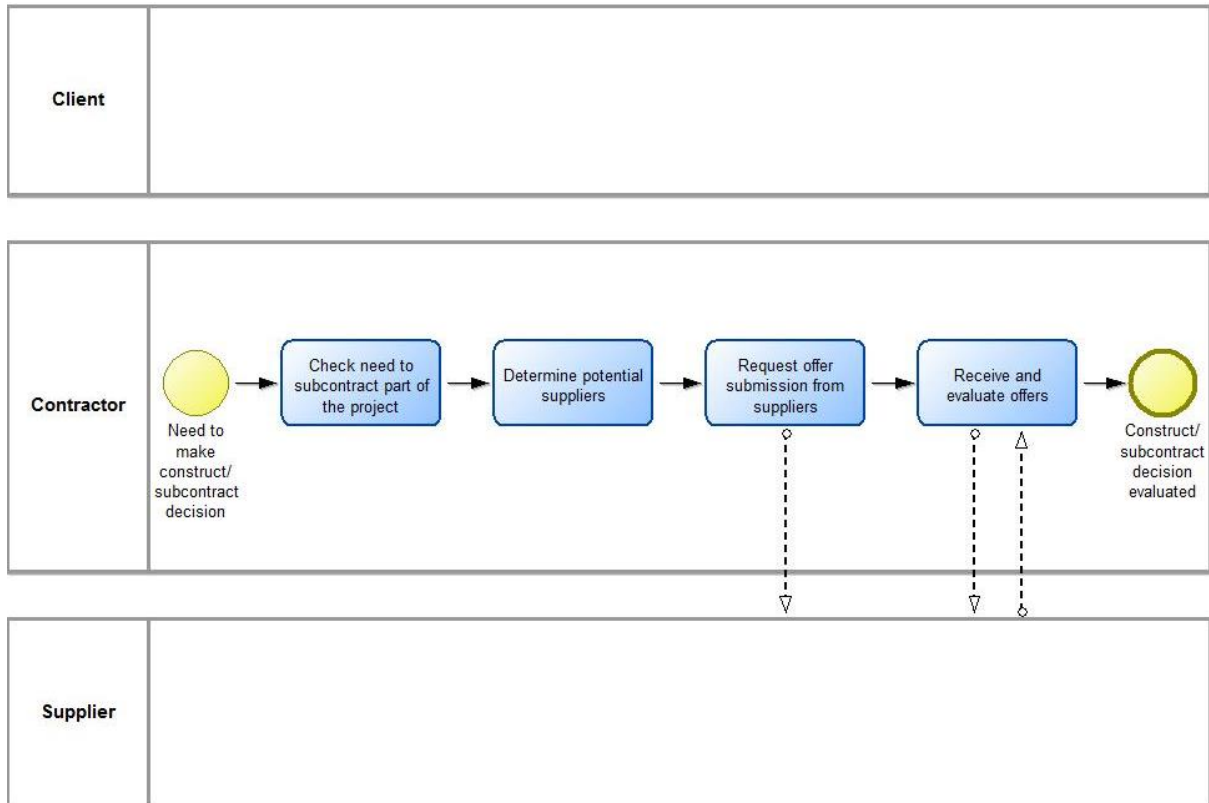 Client
Contractor
Need to
make
construct/
subcontract
decision
Check need to
subcontract part of
the project
Determine potential
suppliers
Request offer
submission from
suppliers
Receive and
evaluate offers
Construct/
subcontract
decision
evaluated
Supplier